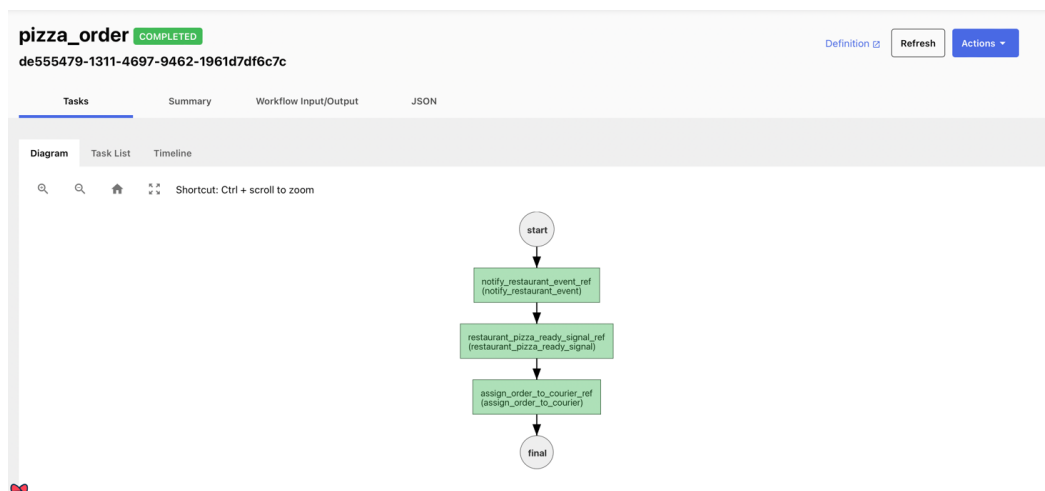 pizza_order COMPLETED
de555479-1311-4697-9462-1961d7df6c7c
Definition Refresh Actions
Tasks Summary Workflow Input/Output JSON
Diagram Task List Timeline
Shortcut: Ctrl + scroll to zoom
start
notify_restaurant_event_ref
(notify_restaurant_event)
restaurant_pizza_ready_signal_ref
(restaurant_pizza_ready_signal)
assign_order_to_courier_ref
(assign_order_to_courier)
final